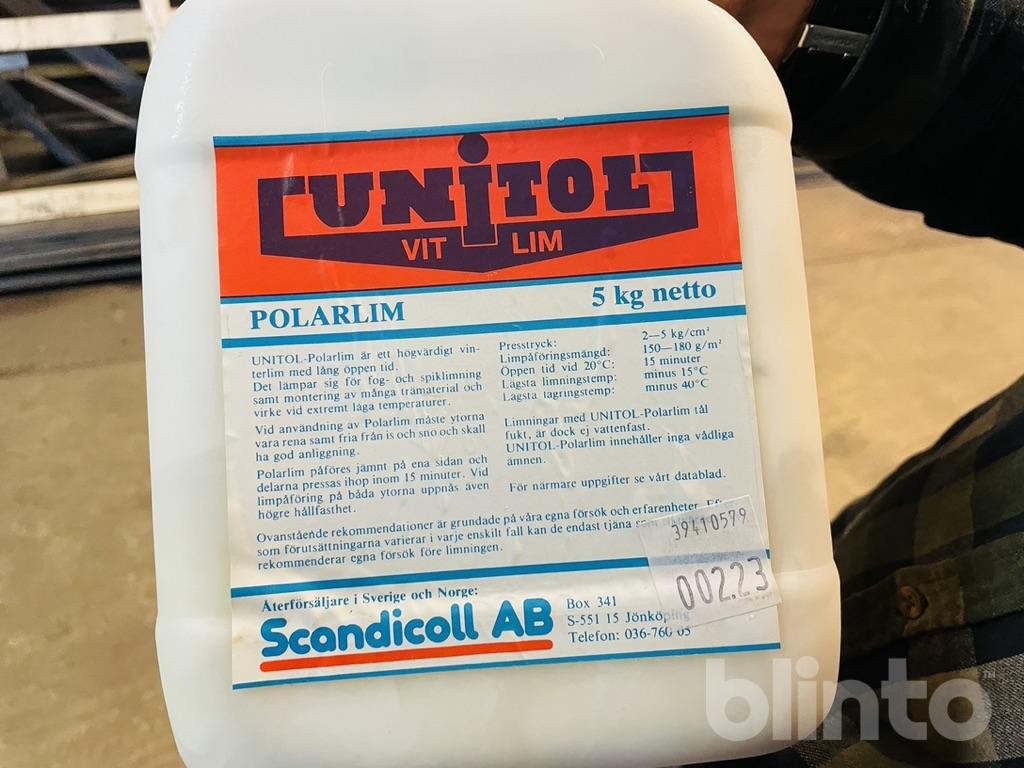 UNITOL
VIT LIM
POLARLIM
5 kg netto
UNITOL-Polarlim är ett högvärdigt vin-
terlim med lång öppen tid.
Det lämpar sig för fog- och spiklimning
samt montering av många trämaterial och
virke vid extremt låga temperaturer.
Vid användning av Polarlim måste ytorna
vara rena samt fria från is och snö och skall
ha god anliggning.
Polarlim påföres jämnt på ena sidan och
delarna pressas ihop inom 15 minuter. Vid
limpåföring på båda ytorna uppnås även
högre hållfasthet.
Presstryck: 2—5 kg/cm²
Limpåföringsmängd: 150—180 g/m²
Öppen tid vid 20°C: 15 minuter
Lägsta limningstemp: minus 15°C
Lägsta lagringstemp: minus 40°C
Limningar med UNITOL-Polarlim tål
fukt, är dock ej vattenfast.
UNITOL-Polarlim innehåller inga vådliga
ämnen.
För närmare uppgifter se vårt datablad.
Ovanstående rekommendationer är grundade på våra egna försök och erfarenheter.
som förutsättningarna varierar i varje enskilt fall kan de endast tjäna
rekommenderar egna försök före limningen.
39410579
00223
Återförsäljare i Sverige och Norge:
Scandicoll AB
Box 341
S-551 15 Jönköping
Telefon: 036-760 05
blinto™